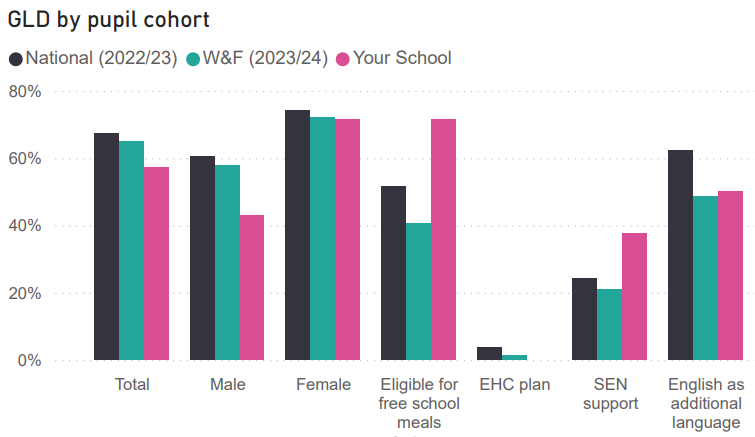 GLD by pupil cohort
National (2022/23) W&F (2023/24) Your School
80%
60%
40%
20%
0%
Total
Male
Female
Eligible for
free school
meals
EHC plan
SEN
support
English as
additional
language